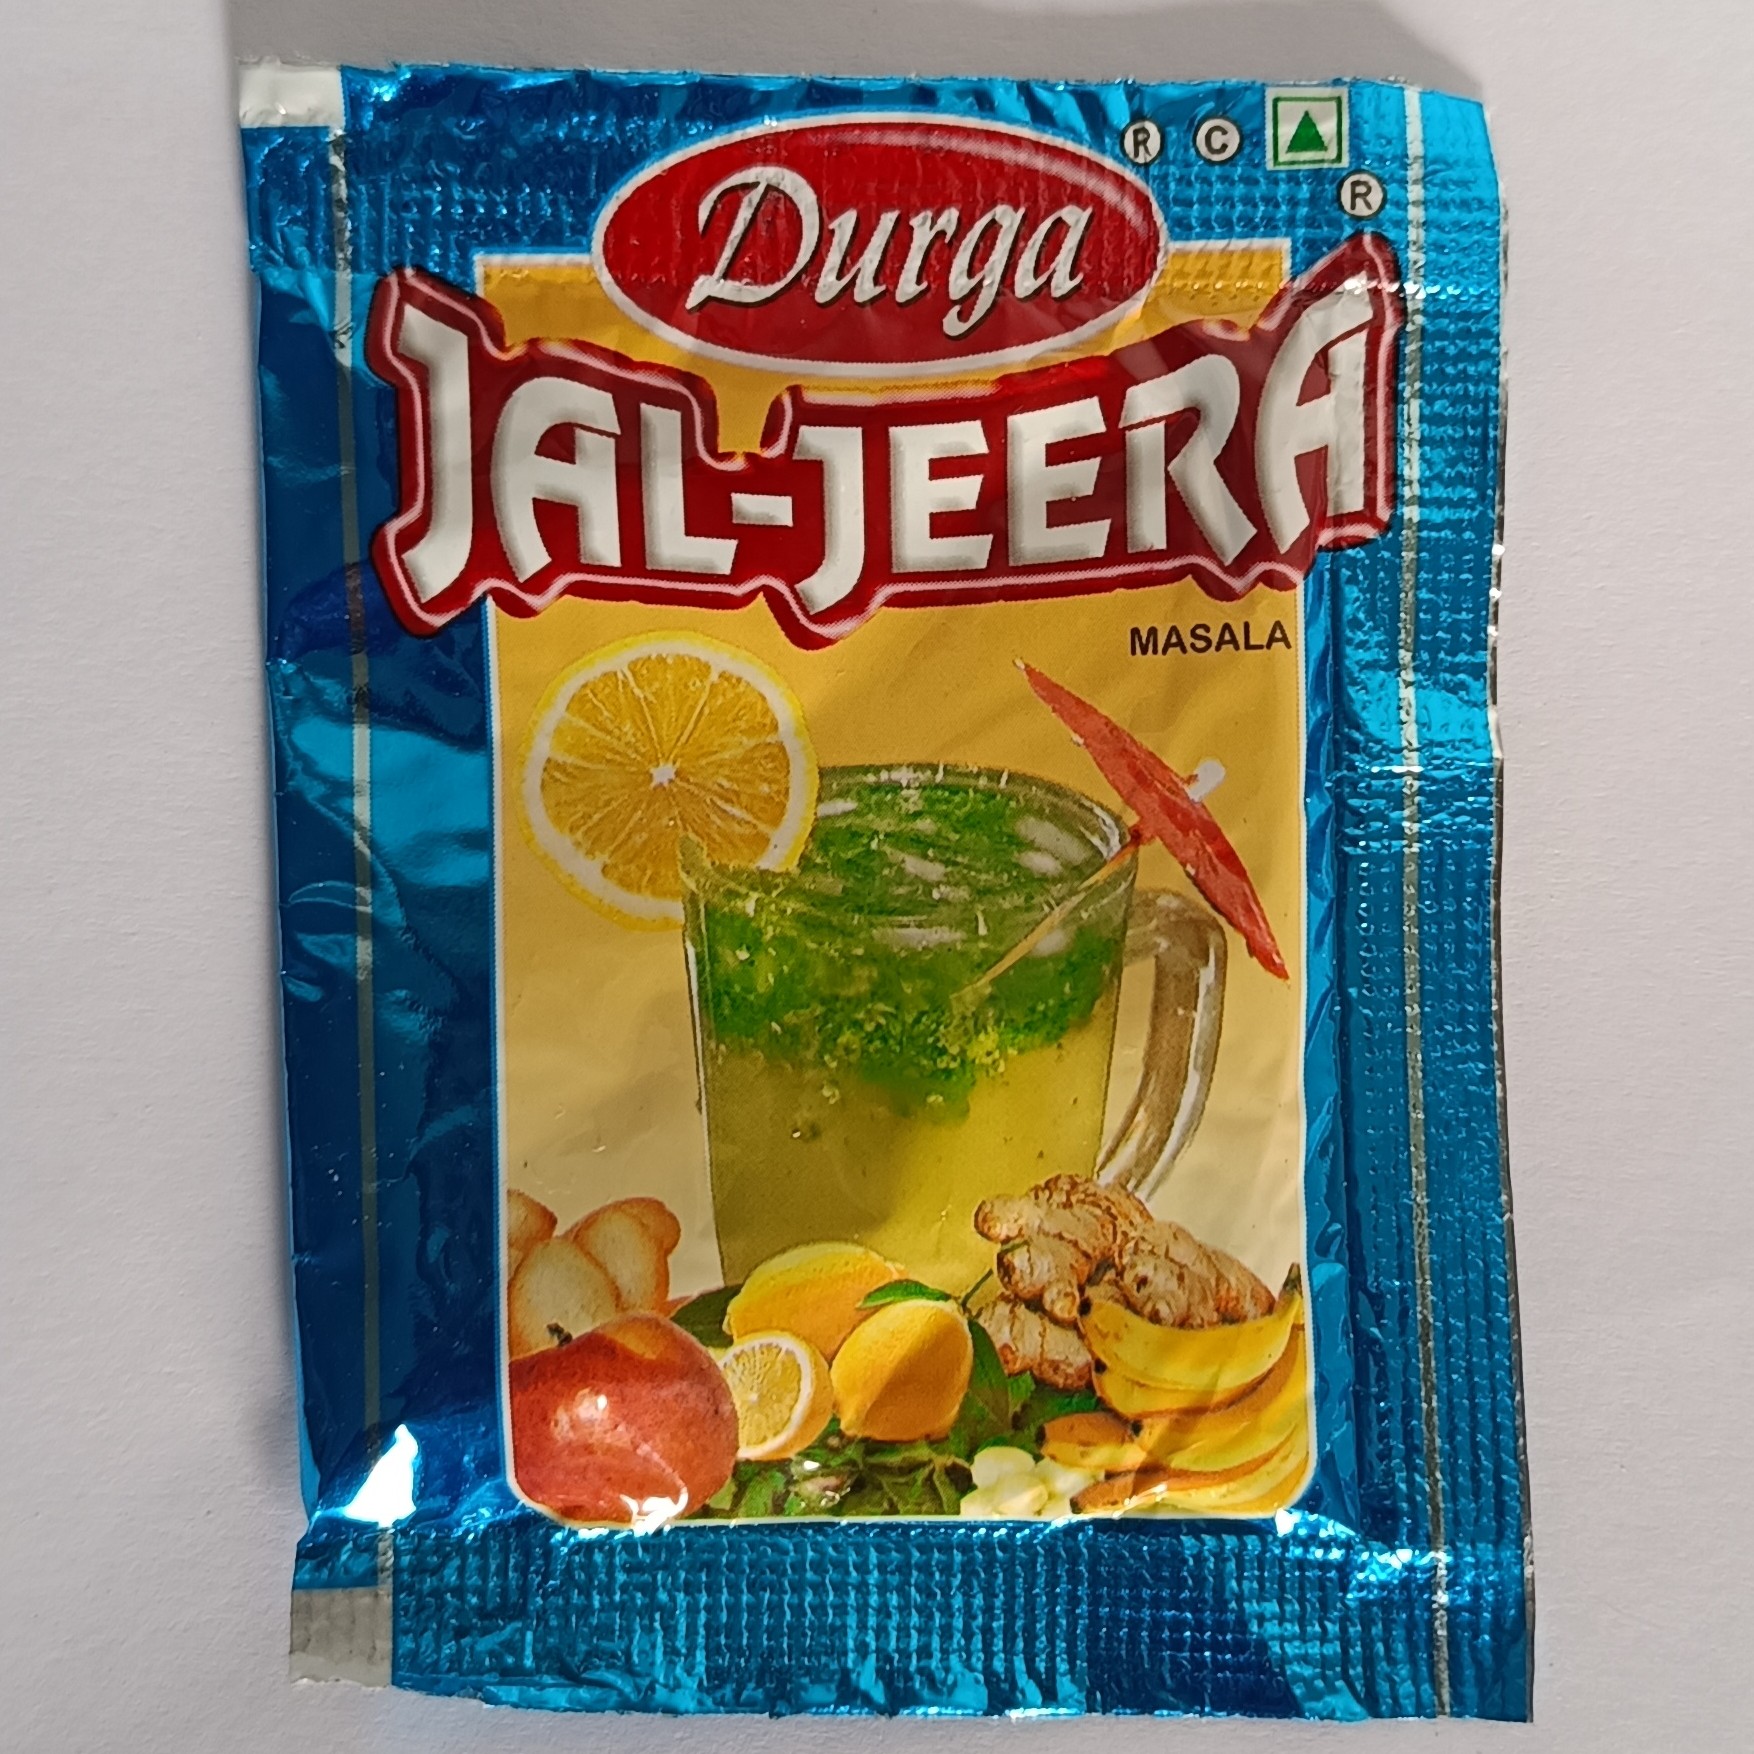 Ⓡ Ⓒ
Ⓡ
Durga
JAL-JEERA
MASALA